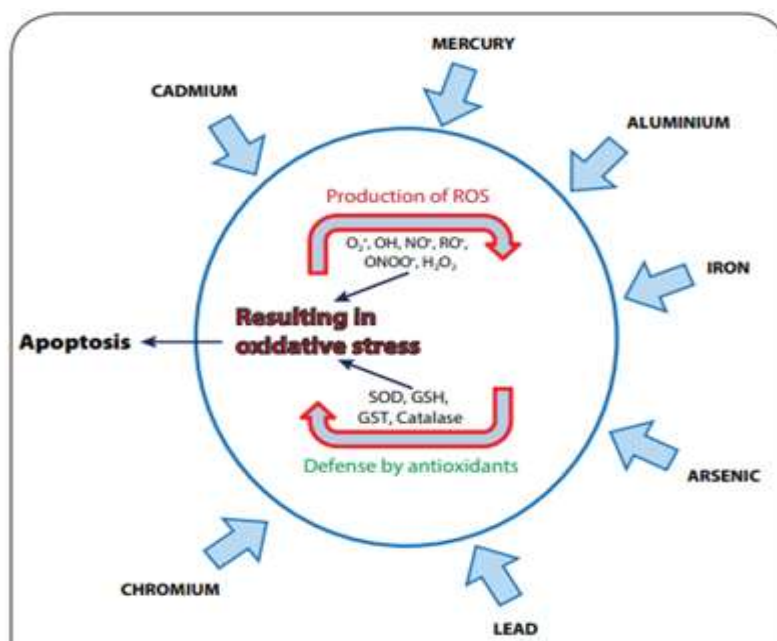 MERCURY
CADMIUM
ALUMINIUM
Production of ROS
O₂•, OH, NO•, RO•,
ONOO•, H₂O₂
IRON
Resulting in
oxidative stress
Apoptosis
SOD, GSH,
GST, Catalase
Defense by antioxidants
ARSENIC
CHROMIUM
LEAD